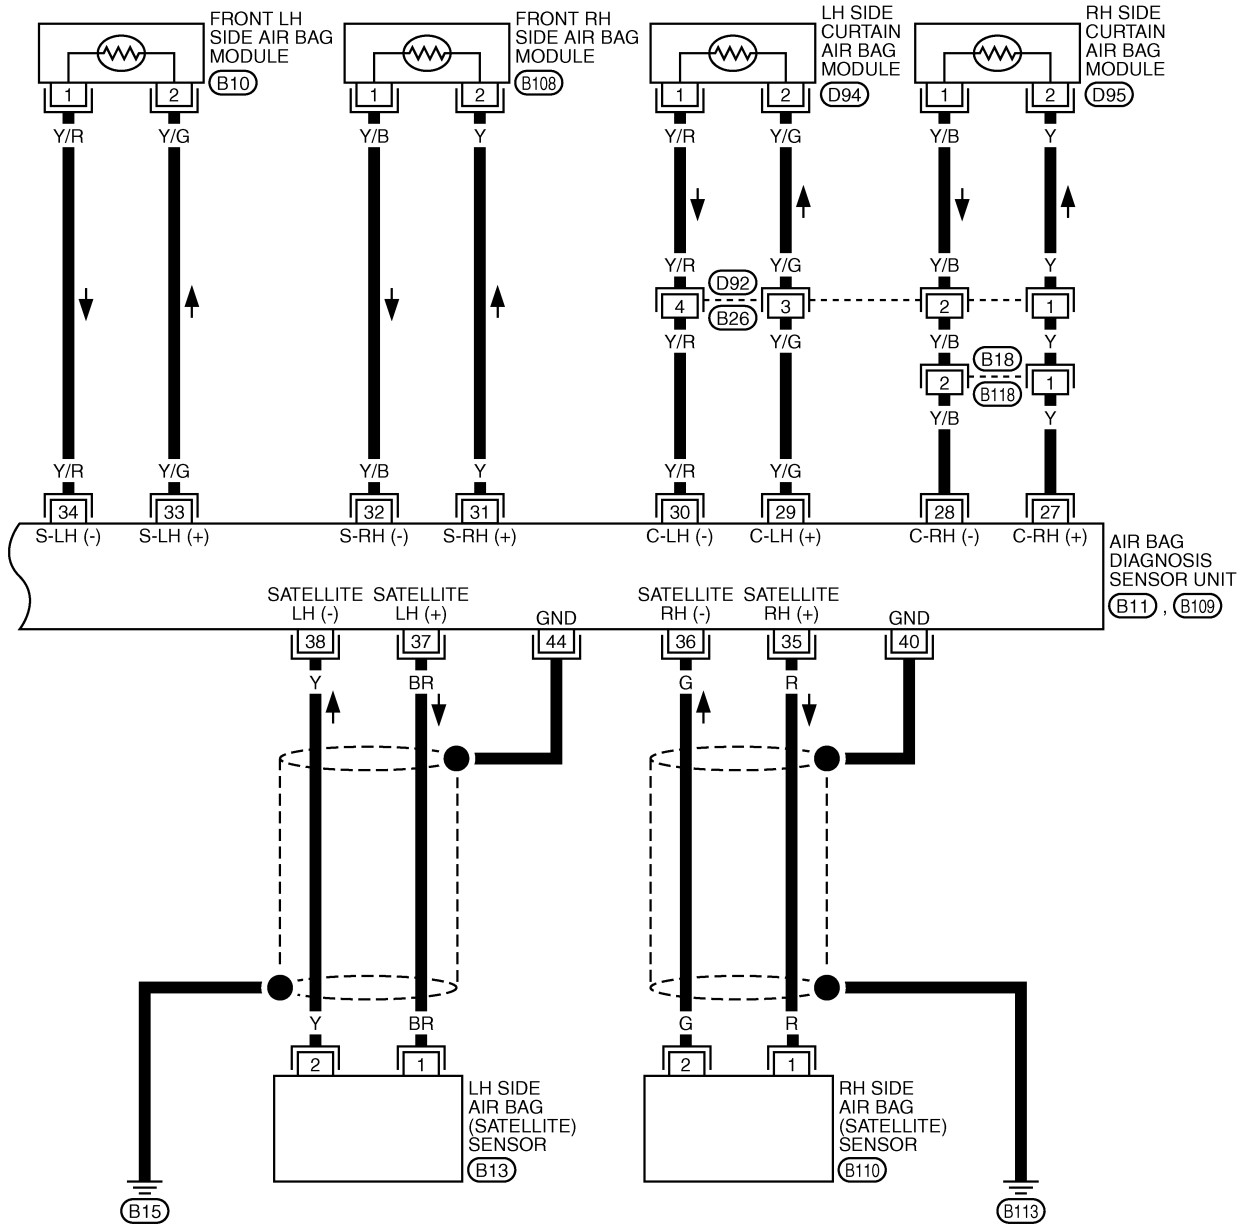 FRONT LH
SIDE AIR BAG
MODULE
B10
FRONT RH
SIDE AIR BAG
MODULE
B108
LH SIDE
CURTAIN
AIR BAG
MODULE
D94
RH SIDE
CURTAIN
AIR BAG
MODULE
D95
1 2 1 2 1 2 1 2
Y/R Y/G Y/B Y Y/R Y/G Y/B Y
Y/R Y/G Y/B Y
D92
4 3 2 1
B26
Y/R Y/G Y/B Y
B18
2 1
B118
Y/B Y
Y/R Y/G Y/B Y Y/R Y/G
34 33 32 31 30 29 28 27
S-LH (-) S-LH (+) S-RH (-) S-RH (+) C-LH (-) C-LH (+) C-RH (-) C-RH (+)
AIR BAG
DIAGNOSIS
SENSOR UNIT
B11 , B109
SATELLITE
LH (-)
SATELLITE
LH (+)
GND
SATELLITE
RH (-)
SATELLITE
RH (+)
GND
38 37 44 36 35 40
Y BR G R
Y BR G R
2 1 2 1
LH SIDE
AIR BAG
(SATELLITE)
SENSOR
B13
RH SIDE
AIR BAG
(SATELLITE)
SENSOR
B110
B15
B113